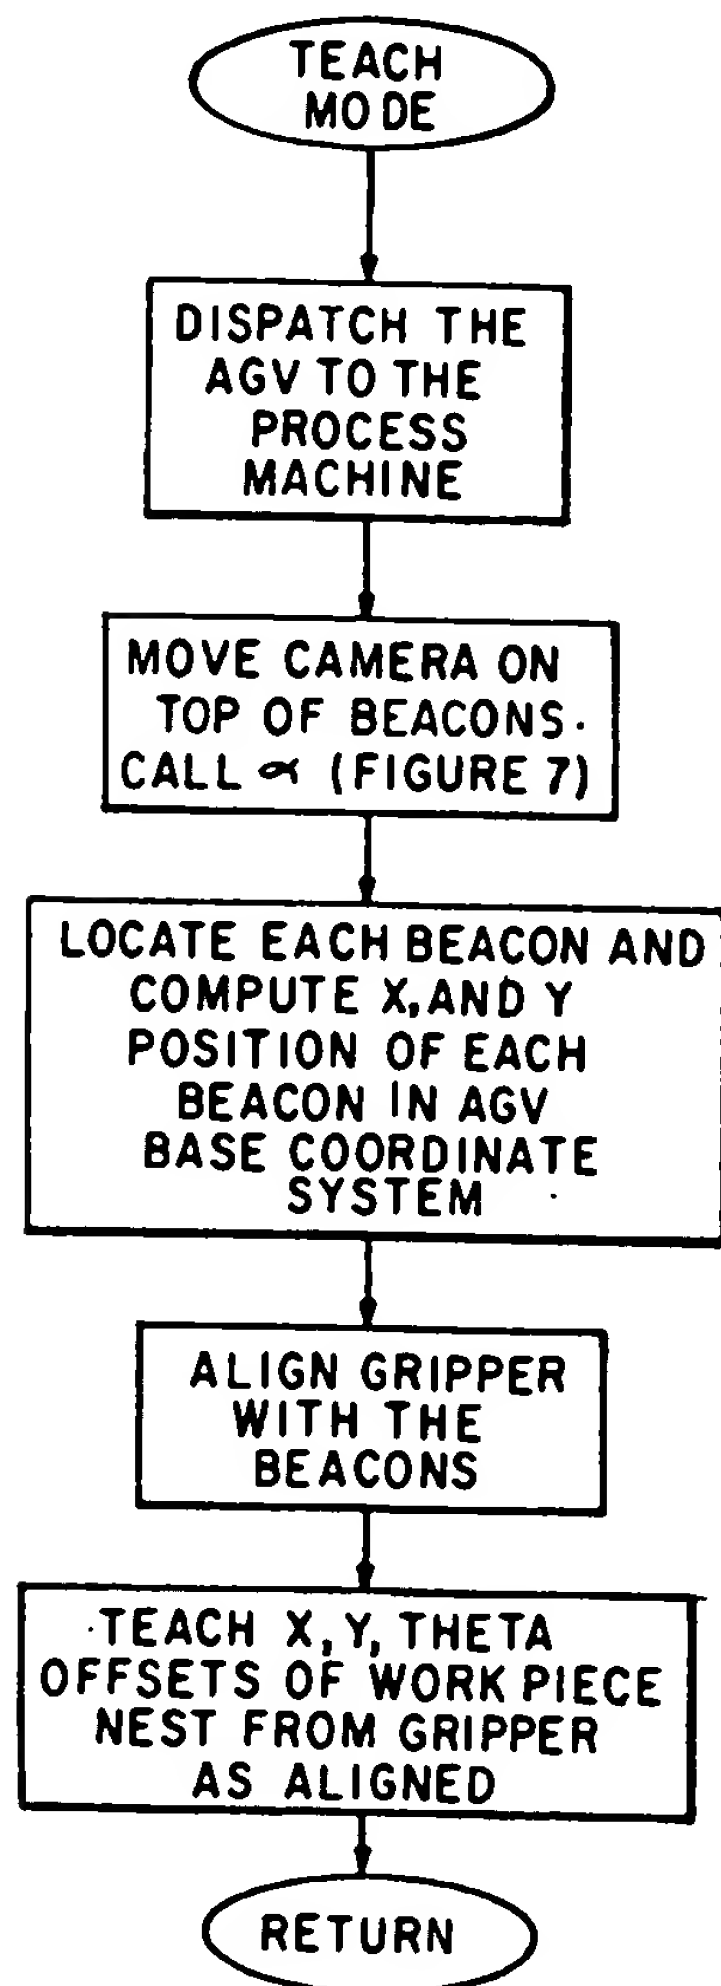 TEACH
MODE
DISPATCH THE
AGV TO THE
PROCESS
MACHINE
MOVE CAMERA ON
TOP OF BEACONS.
CALL α (FIGURE 7)
LOCATE EACH BEACON AND
COMPUTE X, AND Y
POSITION OF EACH
BEACON IN AGV
BASE COORDINATE
SYSTEM
ALIGN GRIPPER
WITH THE
BEACONS
TEACH X, Y, THETA
OFFSETS OF WORK PIECE
NEST FROM GRIPPER
AS ALIGNED
RETURN